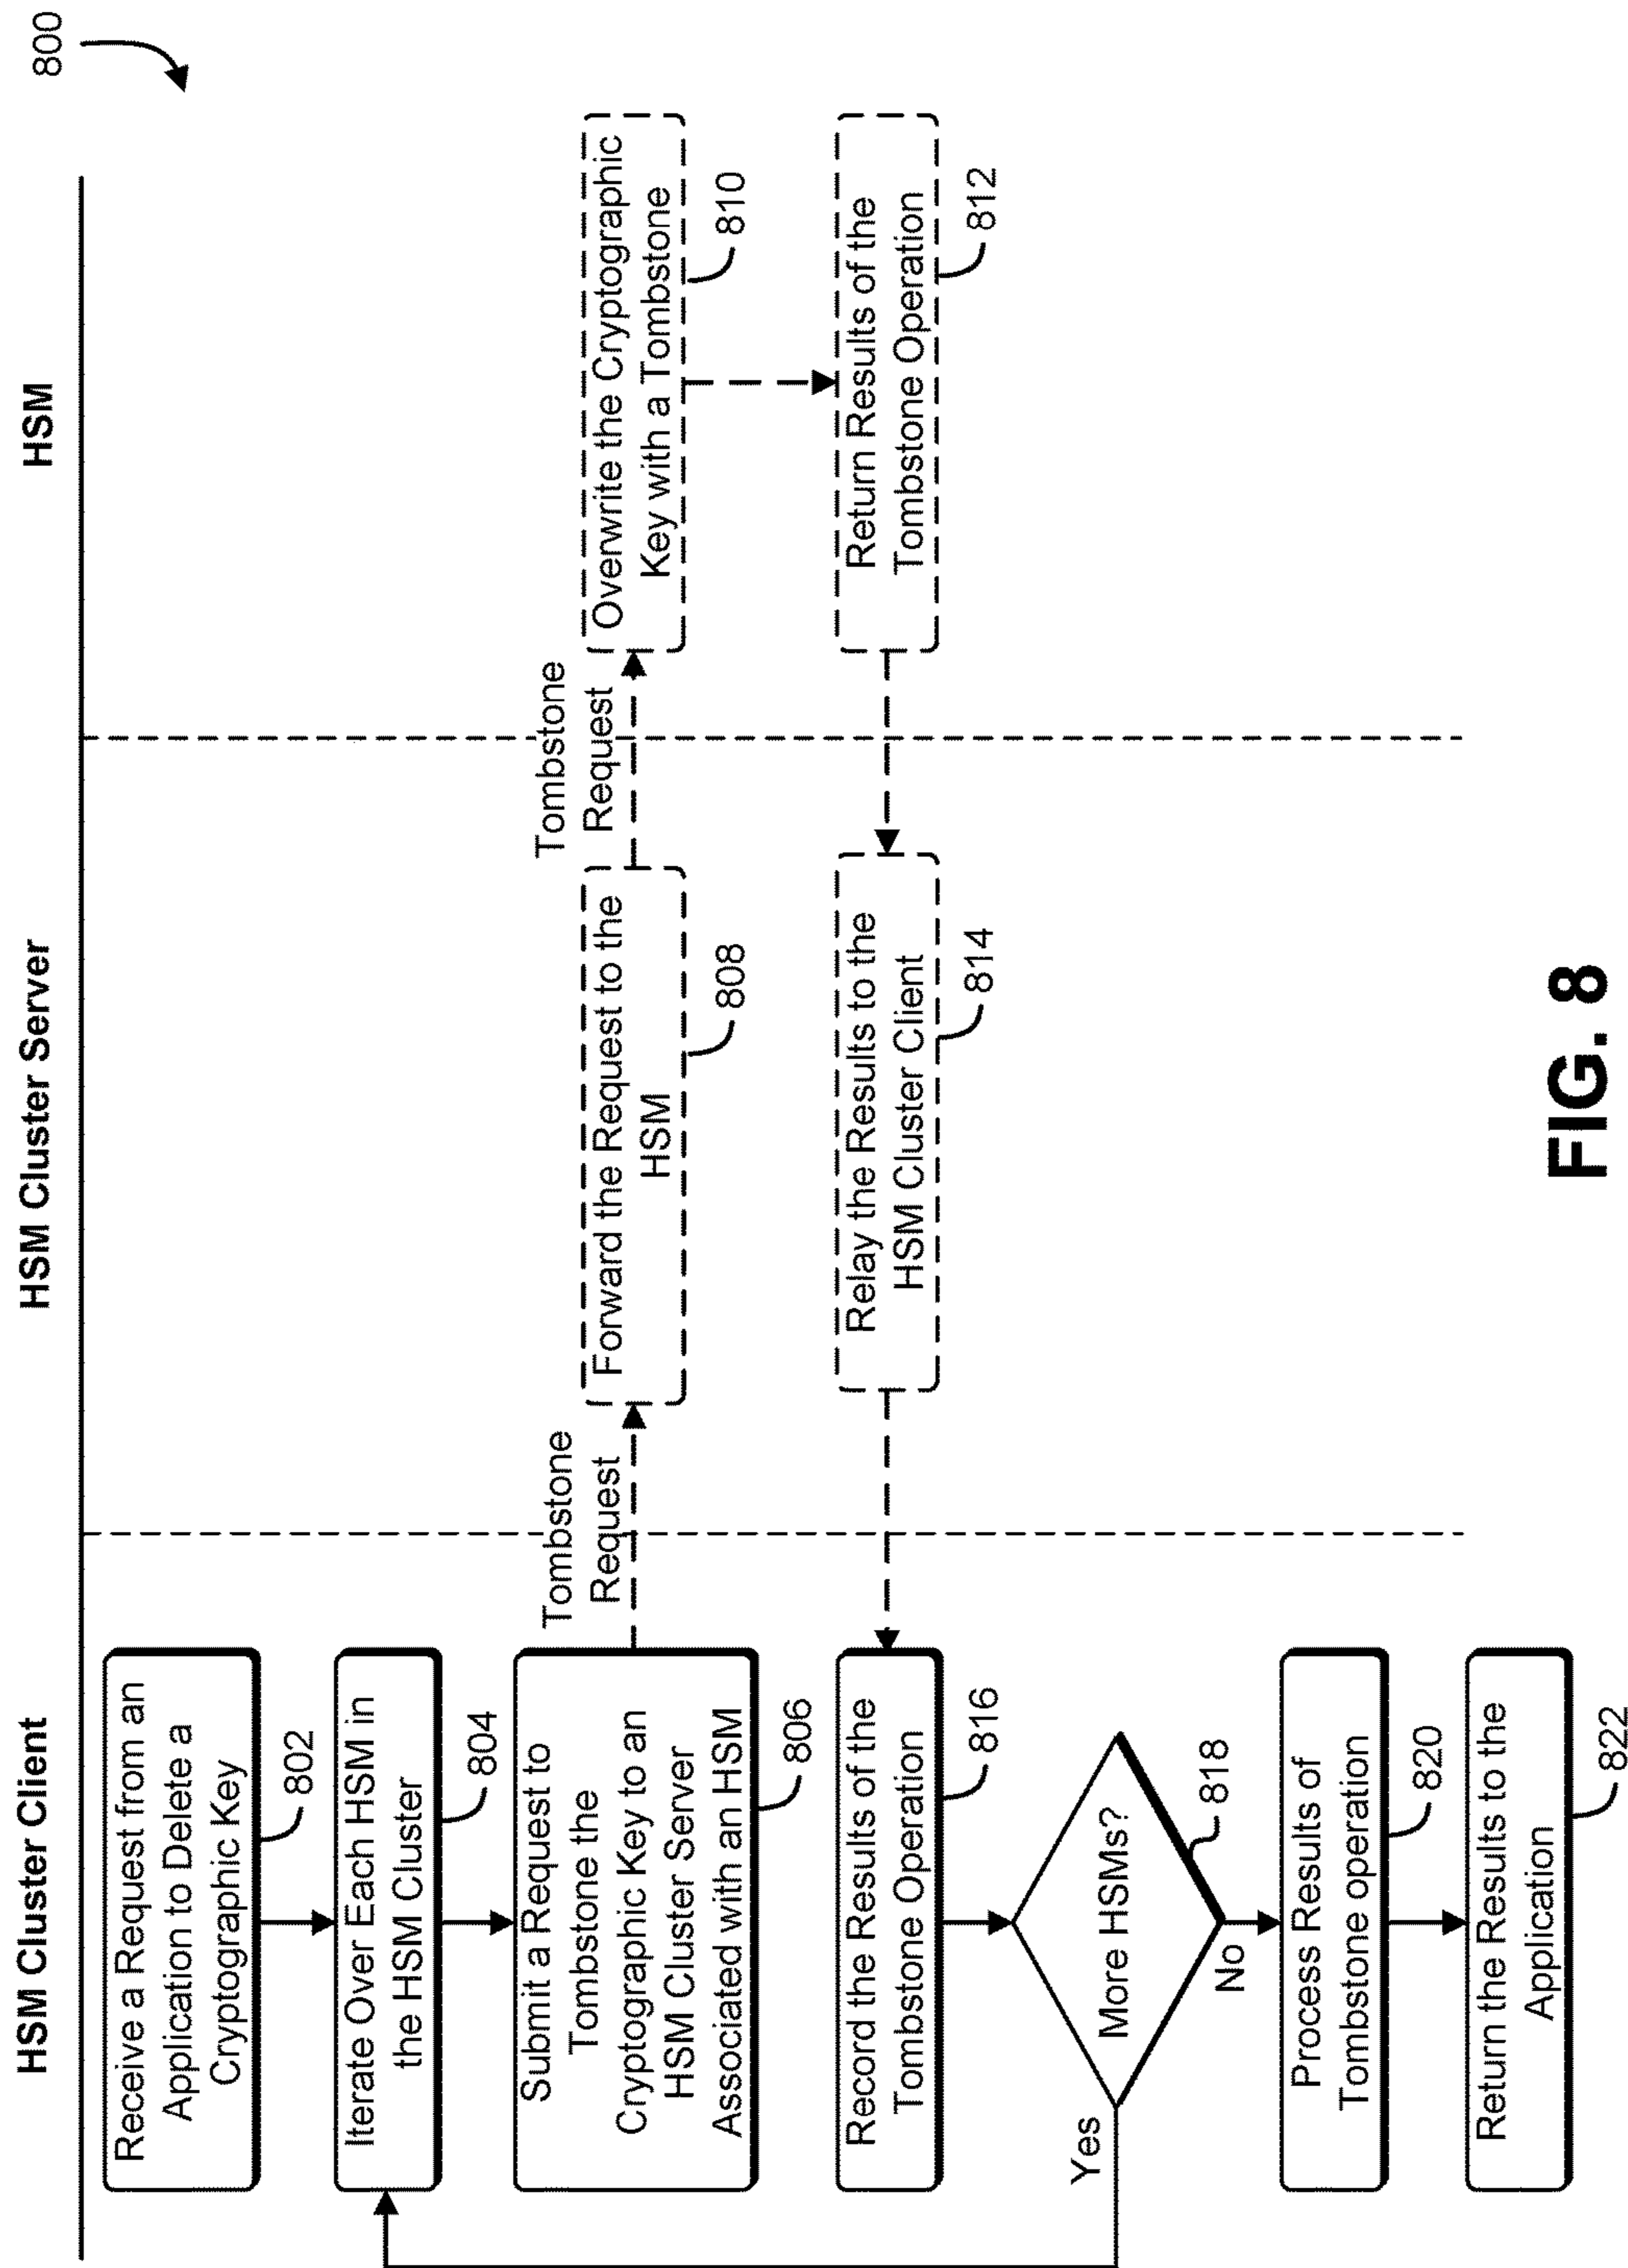 800
HSM Cluster Client
HSM Cluster Server
HSM
Receive a Request from an
Application to Delete a
Cryptographic Key
802
Iterate Over Each HSM in
the HSM Cluster
804
Submit a Request to
Tombstone the
Cryptographic Key to an
HSM Cluster Server
Associated with an HSM
806
Tombstone
Request
Forward the Request to the
HSM
808
Tombstone
Request
Overwrite the Cryptographic
Key with a Tombstone
810
Return Results of the
Tombstone Operation
812
Relay the Results to the
HSM Cluster Client
814
Record the Results of the
Tombstone Operation
816
More HSMs?
818
Yes
No
Process Results of
Tombstone operation
820
Return the Results to the
Application
822
FIG. 8